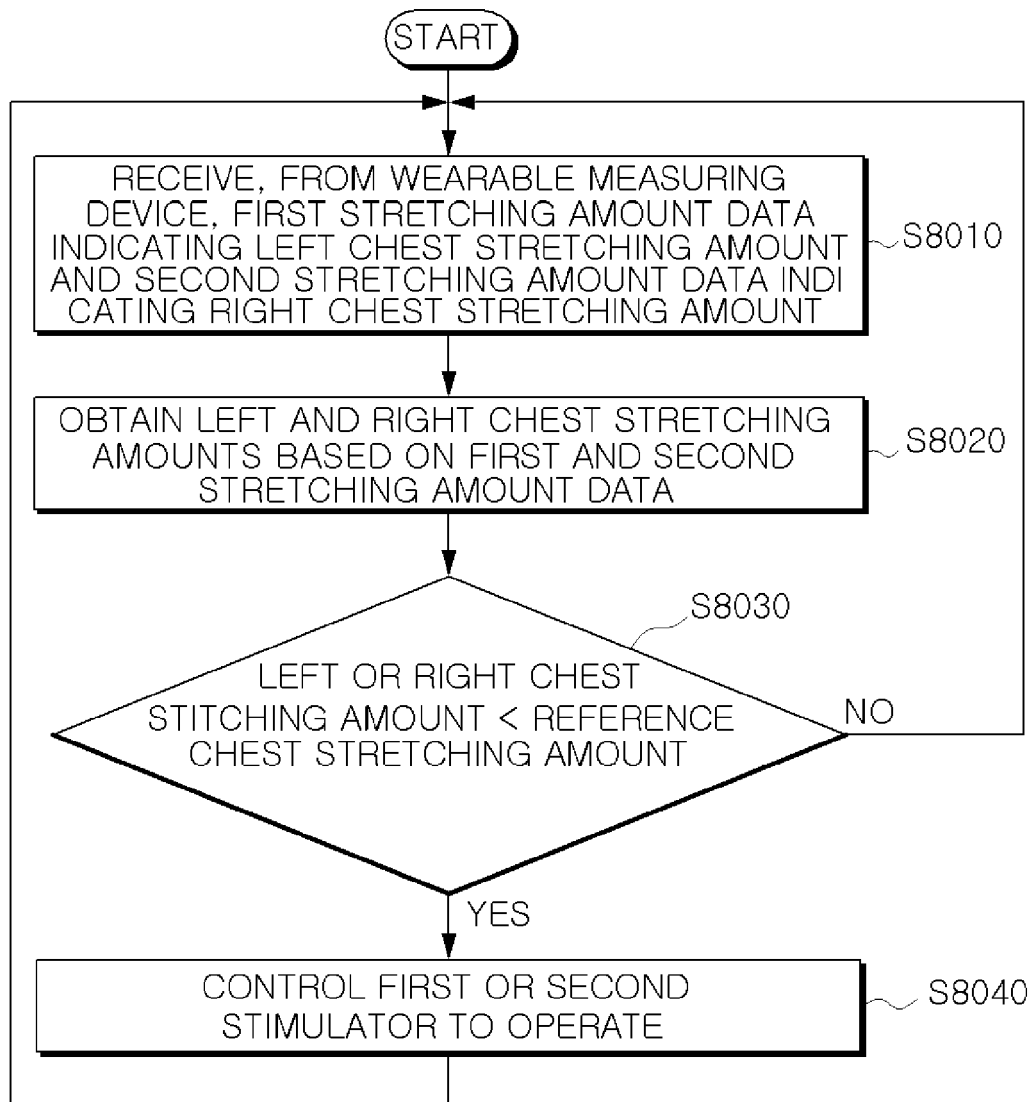 START
RECEIVE, FROM WEARABLE MEASURING
DEVICE, FIRST STRETCHING AMOUNT DATA
INDICATING LEFT CHEST STRETCHING AMOUNT
AND SECOND STRETCHING AMOUNT DATA INDI
CATING RIGHT CHEST STRETCHING AMOUNT
S8010
OBTAIN LEFT AND RIGHT CHEST STRETCHING
AMOUNTS BASED ON FIRST AND SECOND
STRETCHING AMOUNT DATA
S8020
S8030
LEFT OR RIGHT CHEST
STITCHING AMOUNT < REFERENCE
CHEST STRETCHING AMOUNT
NO
YES
CONTROL FIRST OR SECOND
STIMULATOR TO OPERATE
S8040